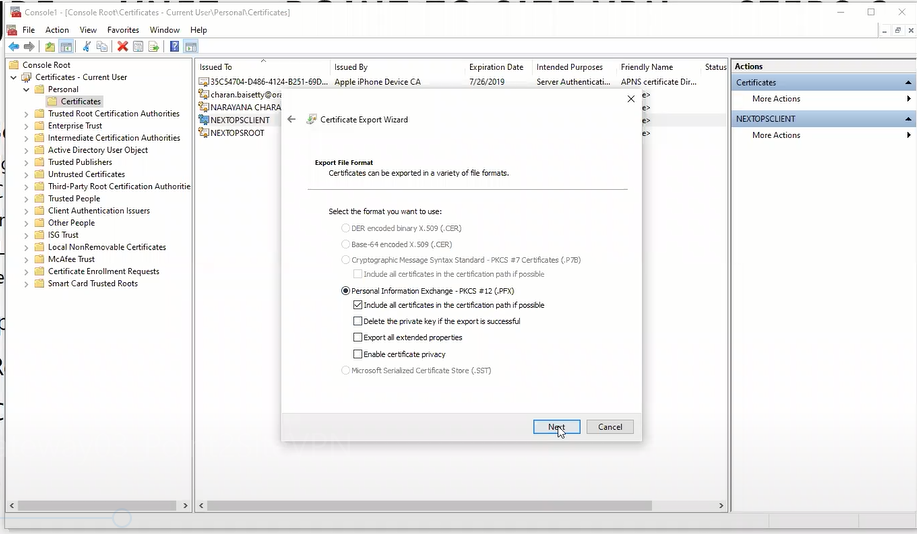 Console1 - [Console Root\Certificates - Current User\Personal\Certificates]
File Action View Favorites Window Help
Console Root
Certificates - Current User
Personal
Certificates
Trusted Root Certification Authorities
Enterprise Trust
Intermediate Certification Authorities
Active Directory User Object
Trusted Publishers
Untrusted Certificates
Third-Party Root Certification Authoritie
Trusted People
Client Authentication Issuers
Other People
ISG Trust
Local NonRemovable Certificates
McAfee Trust
Certificate Enrollment Requests
Smart Card Trusted Roots
Issued To Issued By Expiration Date Intended Purposes Friendly Name Status
35C54704-D486-4124-B251-69D... Apple iPhone Device CA 7/26/2019 Server Authenticati... APNS certificate Dir...
charan.baisetty@ora
NARAYANA CHARA
NEXTOPSCLIENT
NEXTOPSROOT
Certificate Export Wizard
Export File Format
Certificates can be exported in a variety of file formats.
Select the format you want to use:
DER encoded binary X.509 (.CER)
Base-64 encoded X.509 (.CER)
Cryptographic Message Syntax Standard - PKCS #7 Certificates (.P7B)
Include all certificates in the certification path if possible
Personal Information Exchange - PKCS #12 (.PFX)
Include all certificates in the certification path if possible
Delete the private key if the export is successful
Export all extended properties
Enable certificate privacy
Microsoft Serialized Certificate Store (.SST)
Next Cancel
Actions
Certificates
More Actions
NEXTOPSCLIENT
More Actions